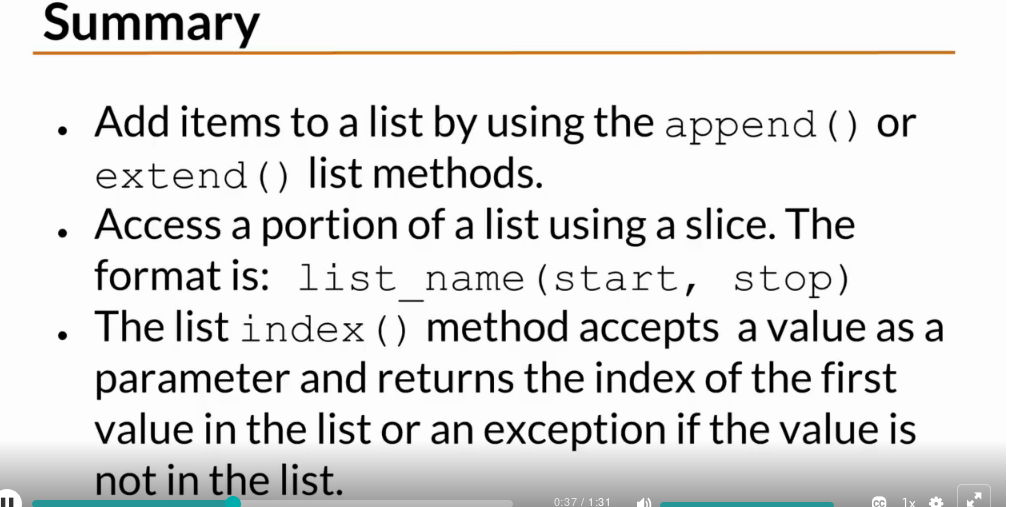 Summary
• Add items to a list by using the append() or
extend() list methods.
• Access a portion of a list using a slice. The
format is: list_name(start, stop)
• The list index() method accepts a value as a
parameter and returns the index of the first
value in the list or an exception if the value is
not in the list.
0:37 / 1:31 CC 1x